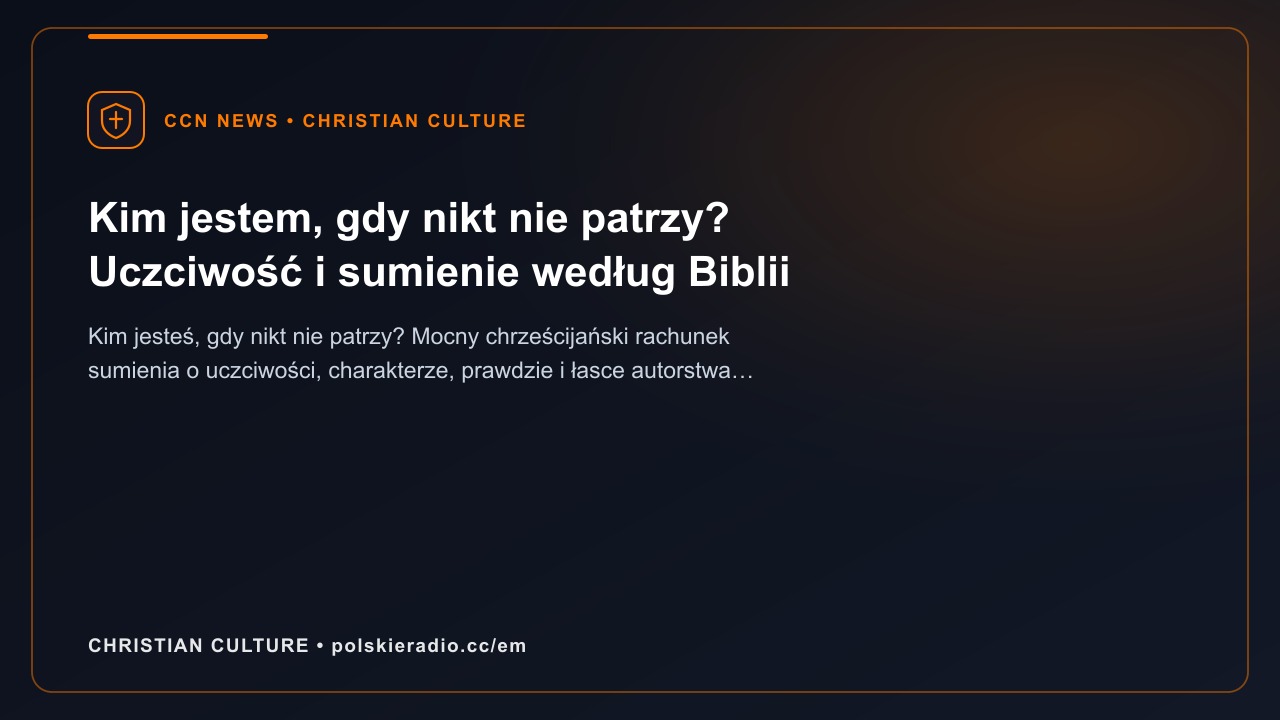 CCN NEWS • CHRISTIAN CULTURE
Kim jestem, gdy nikt nie patrzy?
Uczciwość i sumienie według Biblii
Kim jesteś, gdy nikt nie patrzy? Mocny chrześcijański rachunek
sumienia o uczciwości, charakterze, prawdzie i łasce autorstwa…
CHRISTIAN CULTURE • polskieradio.cc/em